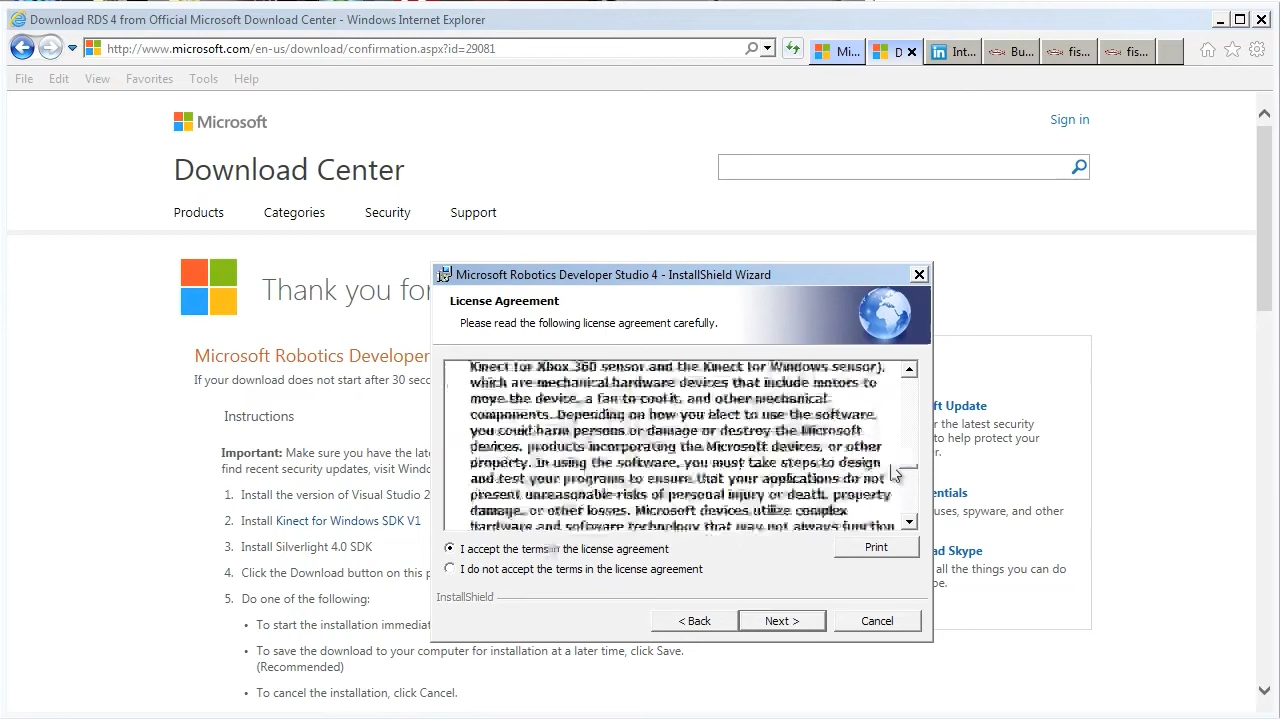 Download RDS 4 from Official Microsoft Download Center - Windows Internet Explorer
http://www.microsoft.com/en-us/download/confirmation.aspx?id=29081
Mi...
D
Int...
Bu...
fis...
fis...
File Edit View Favorites Tools Help
Microsoft
Sign in
Download Center
Products Categories Security Support
Thank you for
Microsoft Robotics Developer
If your download does not start after 30 seco
Instructions
Important: Make sure you have the late
find recent security updates, visit Windo
1. Install the version of Visual Studio 2
2. Install Kinect for Windows SDK V1
3. Install Silverlight 4.0 SDK
4. Click the Download button on this p
5. Do one of the following:
• To start the installation immediat
• To save the download to your computer for installation at a later time, click Save.
(Recommended)
• To cancel the installation, click Cancel.
Microsoft Robotics Developer Studio 4 - InstallShield Wizard
License Agreement
Please read the following license agreement carefully.
Kinect for Xbox 360 sensor and the Kinect for Windows sensor),
which are mechanical hardware devices that include motors to
move the device, a fan to cool it, and other mechanical
components. Depending on how you elect to use the software,
you could harm persons or damage or destroy the Microsoft
devices, products incorporating the Microsoft devices, or other
property. In using the software, you must take steps to design
and test your programs to ensure that your applications do not
present unreasonable risks of personal injury or death, property
damage, or other losses. Microsoft devices utilize complex
hardware and software technology that may not always function
I accept the terms in the license agreement
I do not accept the terms in the license agreement
Print
InstallShield
< Back Next > Cancel
ft Update
r the latest security
o help protect your
r.
entials
uses, spyware, and other
ad Skype
all the things you can do
pe.